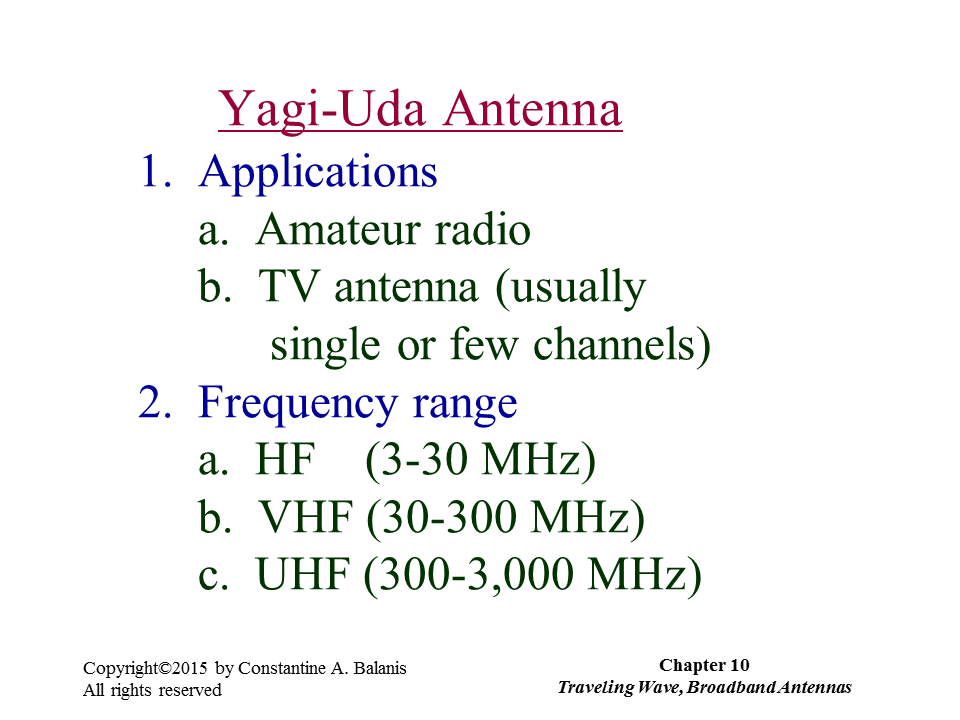 Yagi-Uda Antenna
1. Applications
a. Amateur radio
b. TV antenna (usually
single or few channels)
2. Frequency range
a. HF (3-30 MHz)
b. VHF (30-300 MHz)
c. UHF (300-3,000 MHz)
Copyright©2015 by Constantine A. Balanis
All rights reserved
Chapter 10
Traveling Wave, Broadband Antennas